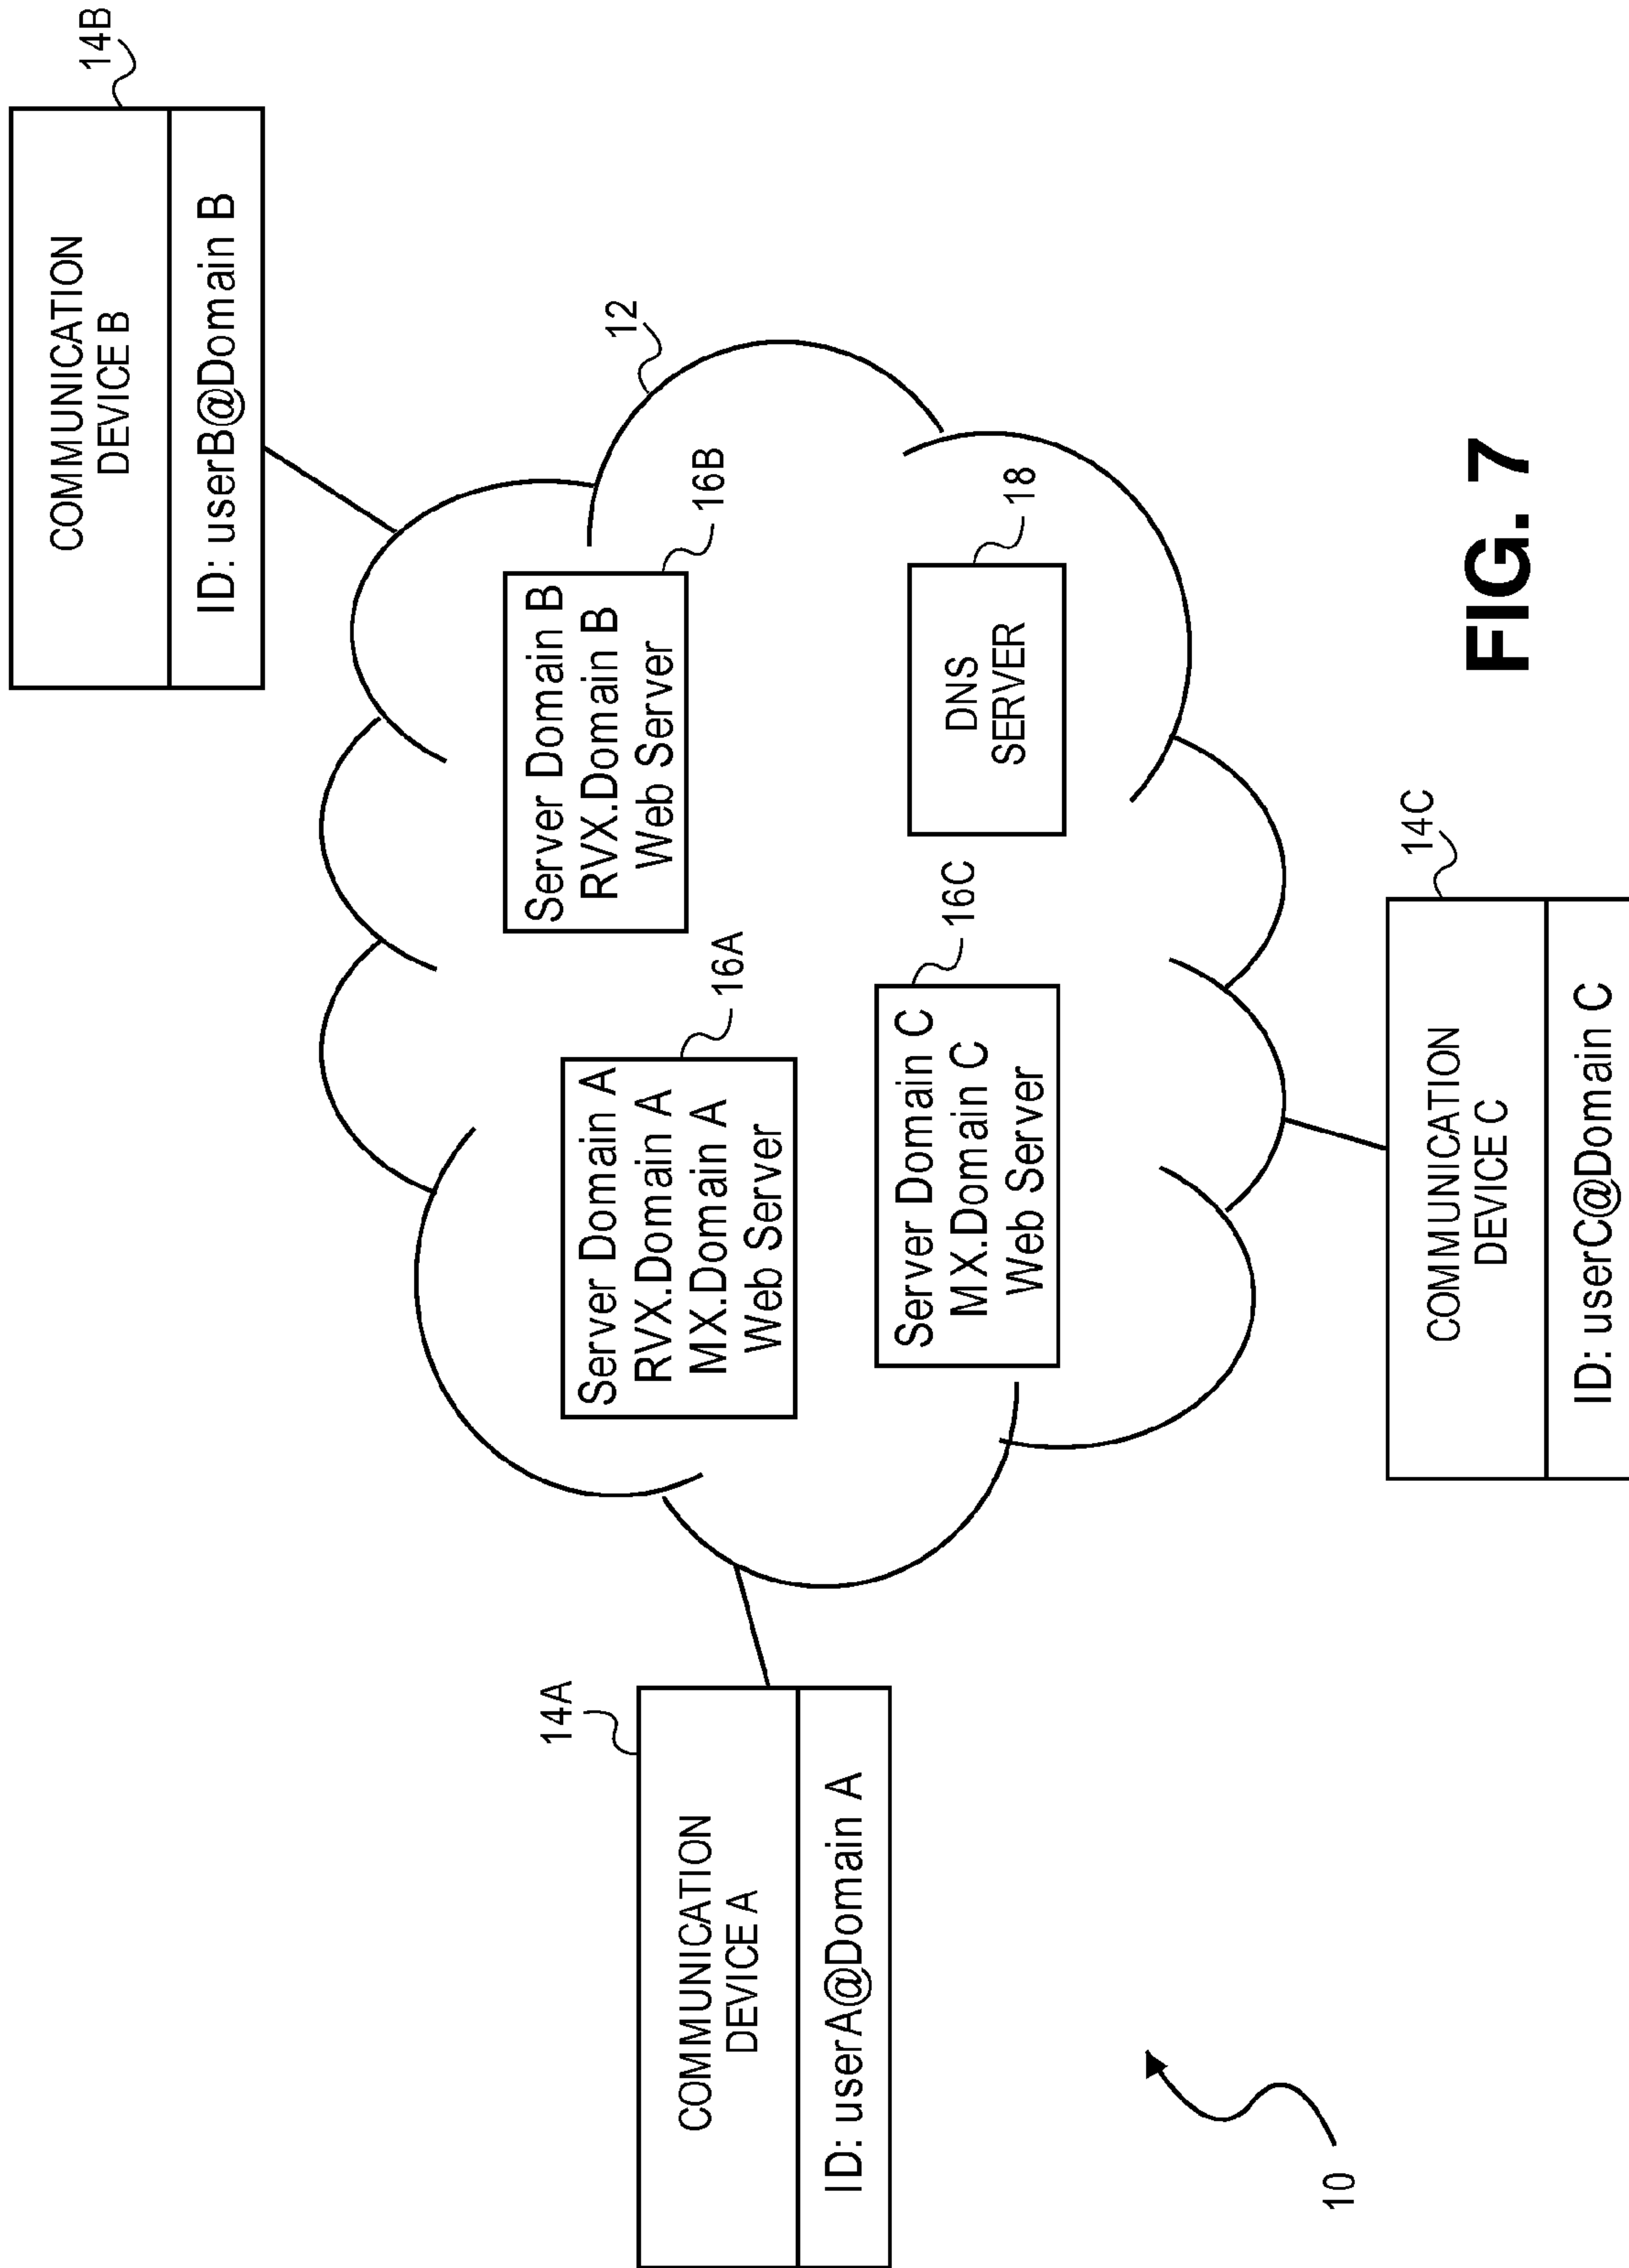 14B
COMMUNICATION
DEVICE B
ID: userB@Domain B
12
16B
Server Domain B
RVX.Domain B
Web Server
16A
Server Domain A
RVX.Domain A
MX.Domain A
Web Server
18
DNS
SERVER
16C
Server Domain C
MX.Domain C
Web Server
14A
COMMUNICATION
DEVICE A
ID: userA@Domain A
14C
COMMUNICATION
DEVICE C
ID: userC@Domain C
10
FIG. 7